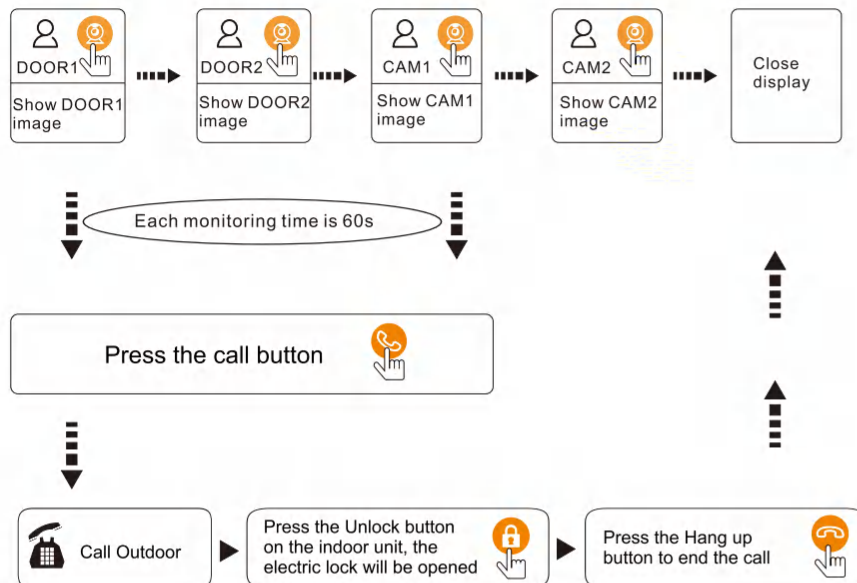 DOOR1
Show DOOR1
image
DOOR2
Show DOOR2
image
CAM1
Show CAM1
image
CAM2
Show CAM2
image
Close
display
Each monitoring time is 60s
Press the call button
Call Outdoor
Press the Unlock button
on the indoor unit, the
electric lock will be opened
Press the Hang up
button to end the call